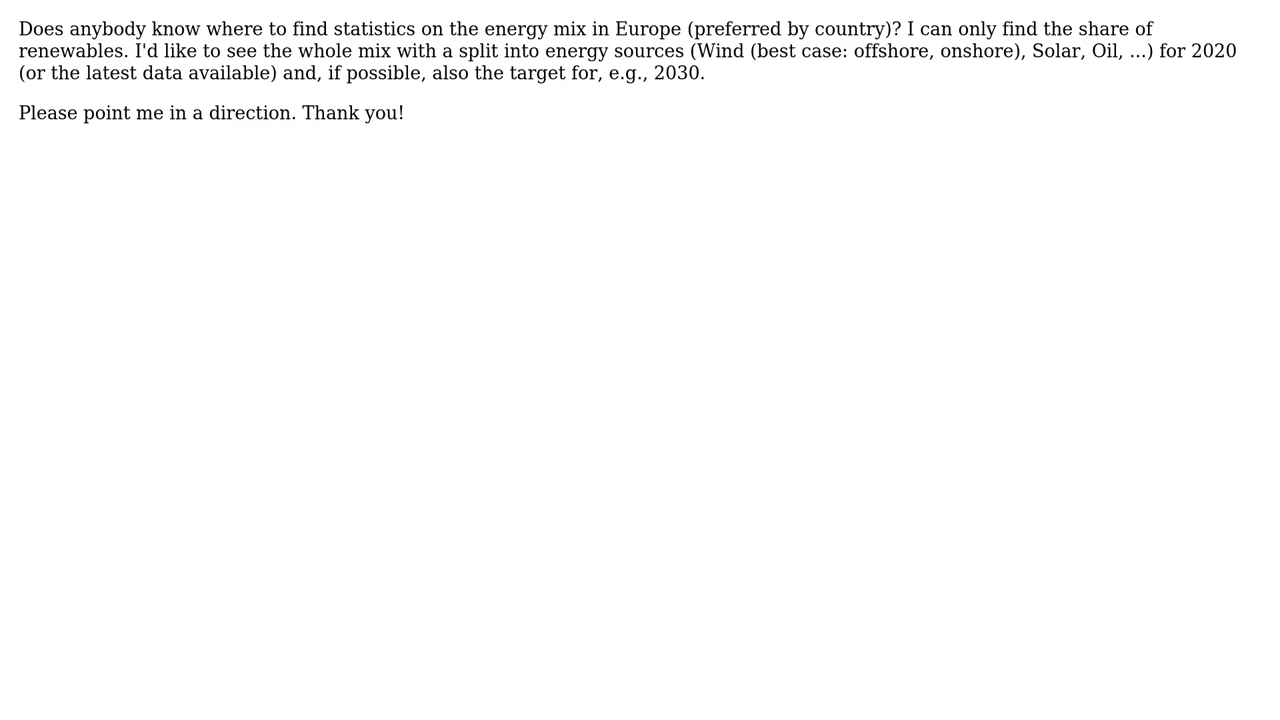 Does anybody know where to find statistics on the energy mix in Europe (preferred by country)? I can only find the share of
renewables. I'd like to see the whole mix with a split into energy sources (Wind (best case: offshore, onshore), Solar, Oil, ...) for 2020
(or the latest data available) and, if possible, also the target for, e.g., 2030.
Please point me in a direction. Thank you!